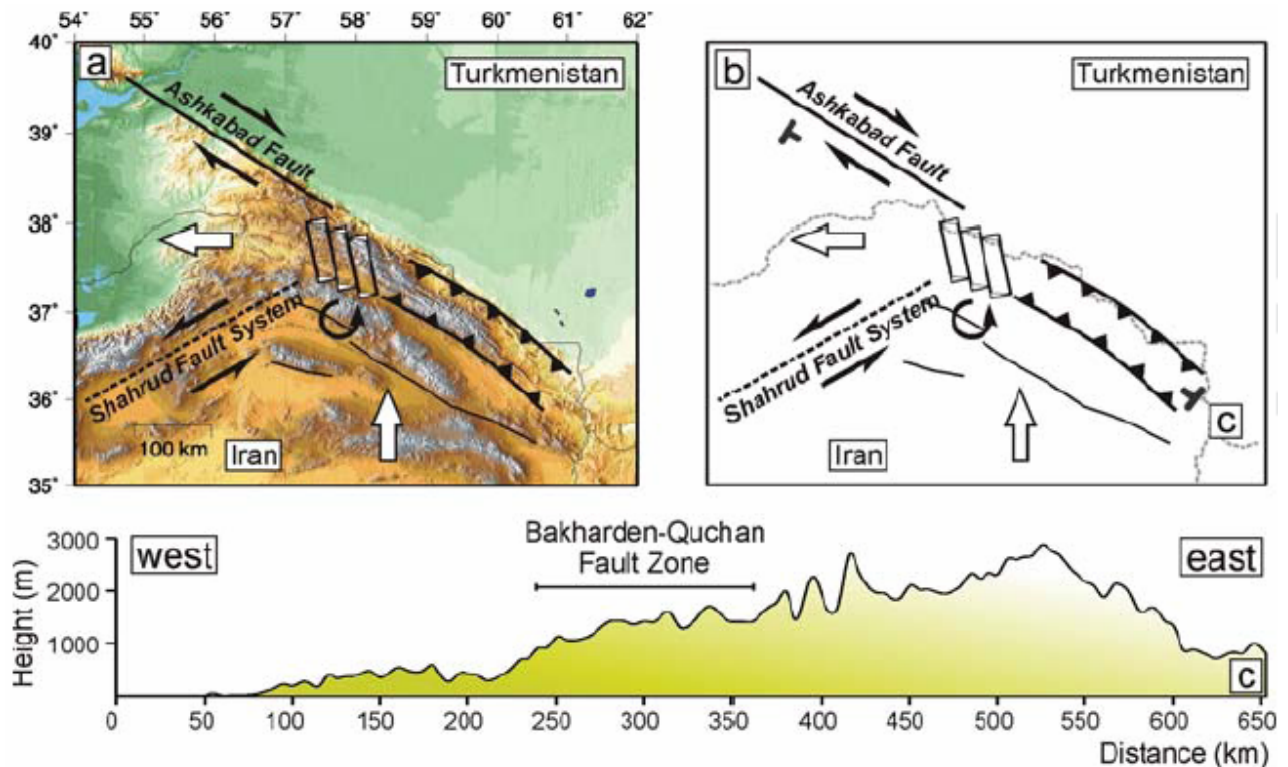 54° 55° 56° 57° 58° 59° 60° 61° 62°
40°
39°
38°
37°
36°
35°
a
Turkmenistan
Ashkabad Fault
Shahrud Fault System
100 km
Iran
b
Turkmenistan
Ashkabad Fault
Shahrud Fault System
Iran
c
Height (m)
3000
2000
1000
west
Bakharden-Quchan
Fault Zone
east
c
0 50 100 150 200 250 300 350 400 450 500 550 600 650
Distance (km)